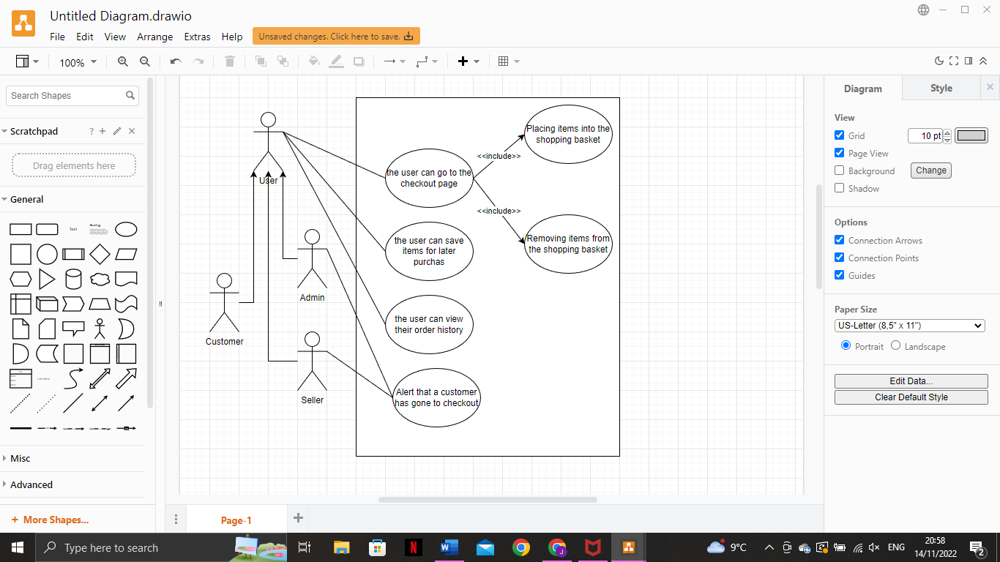 Untitled Diagram.drawio
File Edit View Arrange Extras Help Unsaved changes. Click here to save.
100%
Search Shapes
Scratchpad ?
Drag elements here
General
Text
Heading
Misc
Advanced
+ More Shapes...
User
Customer
Admin
Seller
the user can go to the
checkout page
<<include>>
Placing items into the
shopping basket
<<include>>
Removing items from
the shopping basket
the user can save
items for later
purchas
the user can view
their order history
Alert that a customer
has gone to checkout
Page-1
Diagram Style
View
Grid 10 pt
Page View
Background Change
Shadow
Options
Connection Arrows
Connection Points
Guides
Paper Size
US-Letter (8,5" x 11")
Portrait Landscape
Edit Data...
Clear Default Style
Type here to search
N
W
J
9°C
ENG
20:58
14/11/2022
2